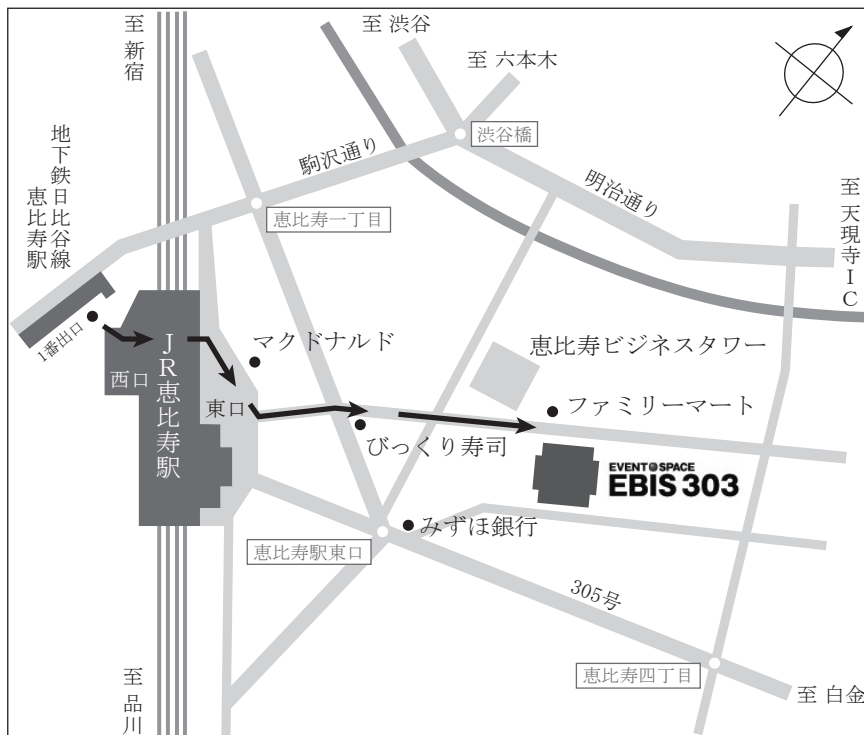 至 新宿
至 渋谷
至 六本木
渋谷橋
駒沢通り
明治通り
地下鉄日比谷線
恵比寿駅
恵比寿一丁目
至 天現寺IC
1番出口
JR恵比寿駅
西口
東口
マクドナルド
恵比寿ビジネスタワー
ファミリーマート
びっくり寿司
EVENT SPACE
EBIS 303
みずほ銀行
恵比寿駅東口
305号
恵比寿四丁目
至 品川
至 白金